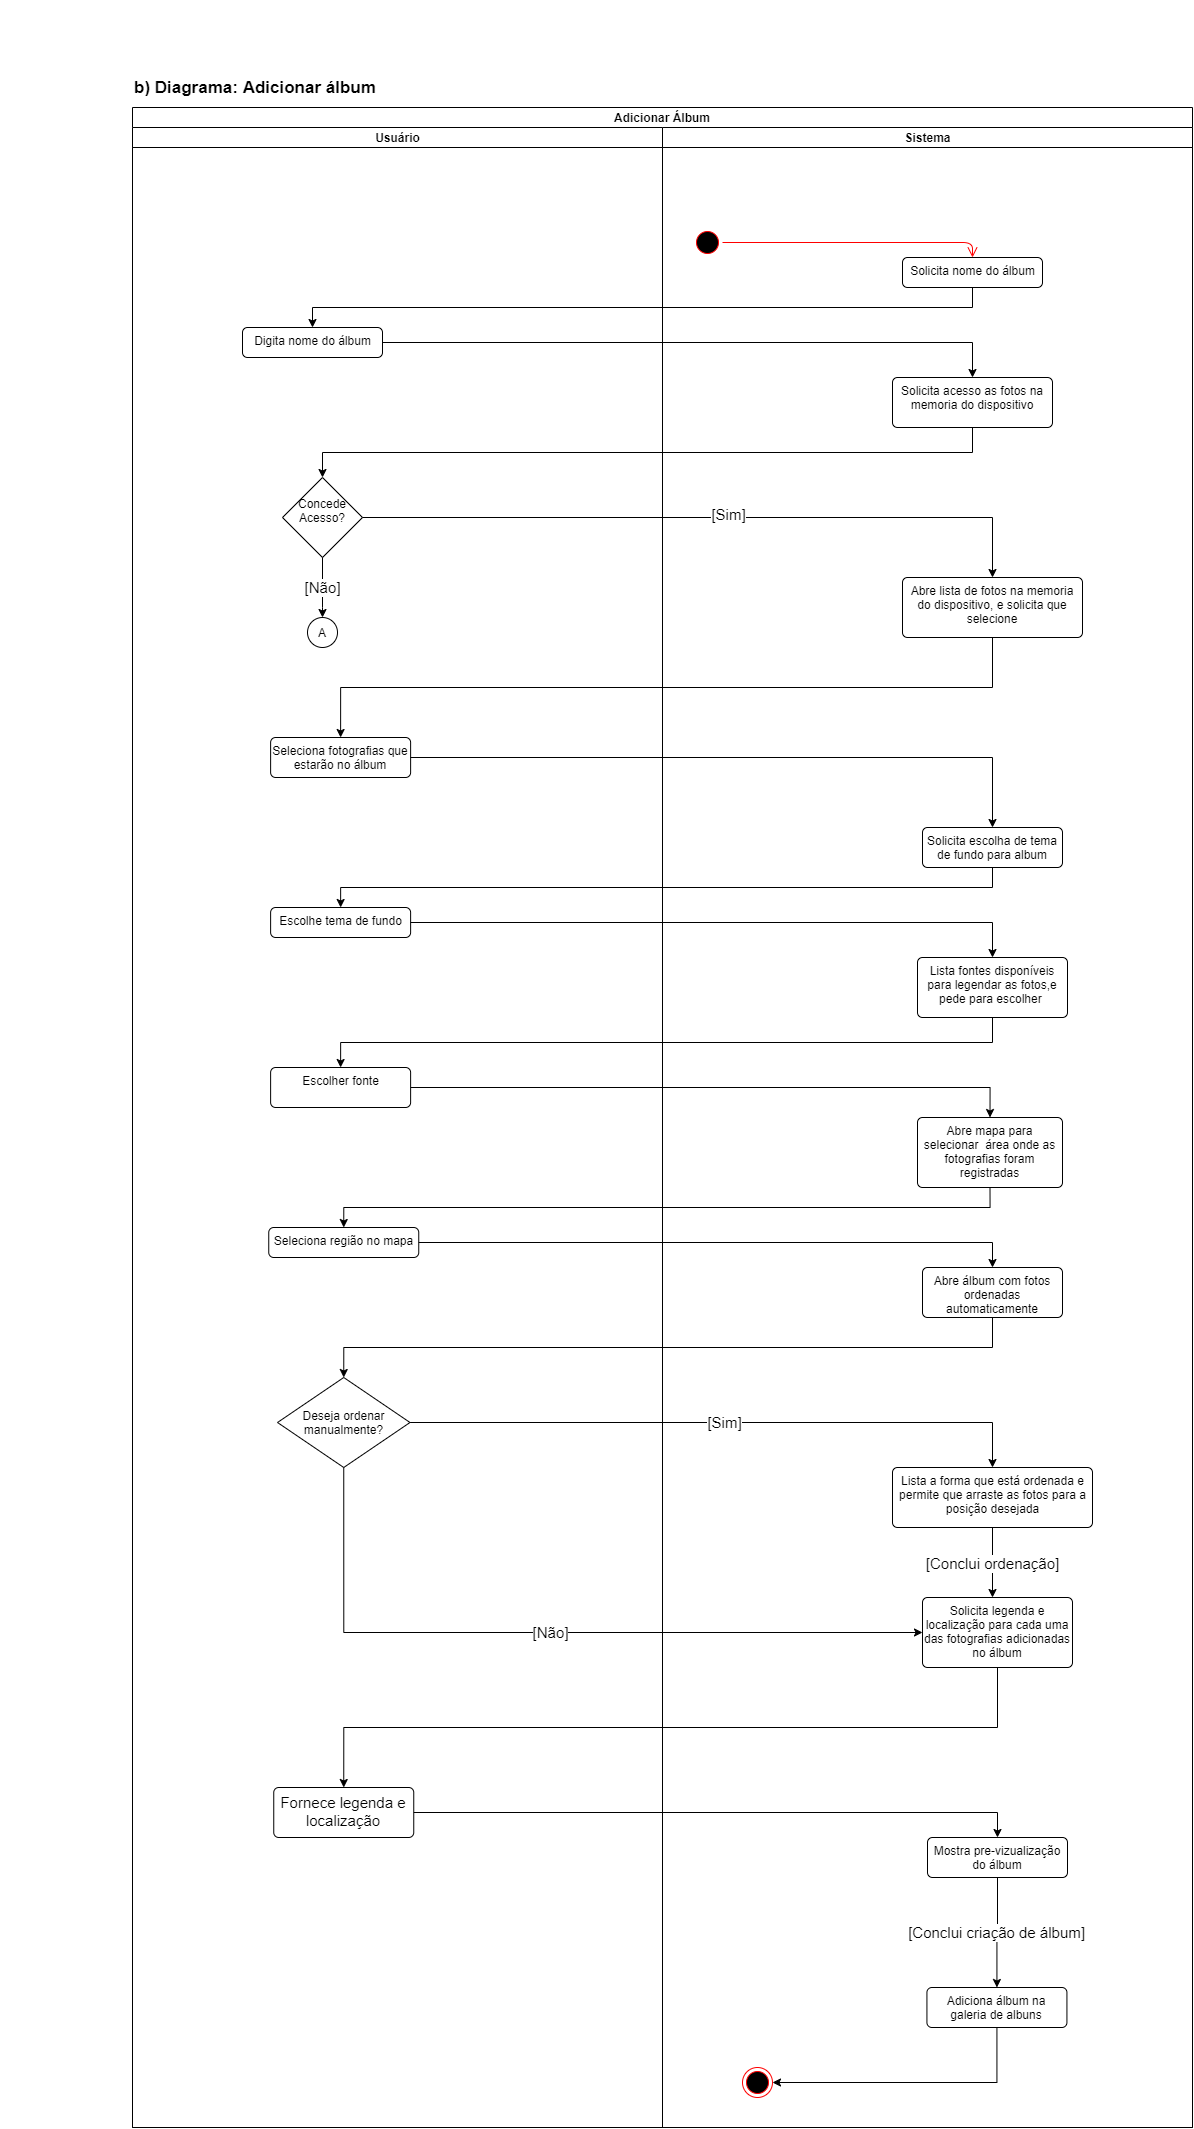 b) Diagrama: Adicionar álbum
Adicionar Álbum
Usuário
Sistema
Solicita nome do álbum
Digita nome do álbum
Solicita acesso as fotos na
memoria do dispositivo
Concede
Acesso?
[Sim]
[Não]
A
Abre lista de fotos na memoria
do dispositivo, e solicita que
selecione
Seleciona fotografias que
estarão no álbum
Solicita escolha de tema
de fundo para album
Escolhe tema de fundo
Lista fontes disponíveis
para legendar as fotos,e
pede para escolher
Escolher fonte
Abre mapa para
selecionar  área onde as
fotografias foram
registradas
Seleciona região no mapa
Abre álbum com fotos
ordenadas
automaticamente
Deseja ordenar
manualmente?
[Sim]
Lista a forma que está ordenada e
permite que arraste as fotos para a
posição desejada
[Conclui ordenação]
Solicita legenda e
localização para cada uma
das fotografias adicionadas
no álbum
[Não]
Fornece legenda e
localização
Mostra pre-vizualização
do álbum
[Conclui criação de álbum]
Adiciona álbum na
galeria de albuns